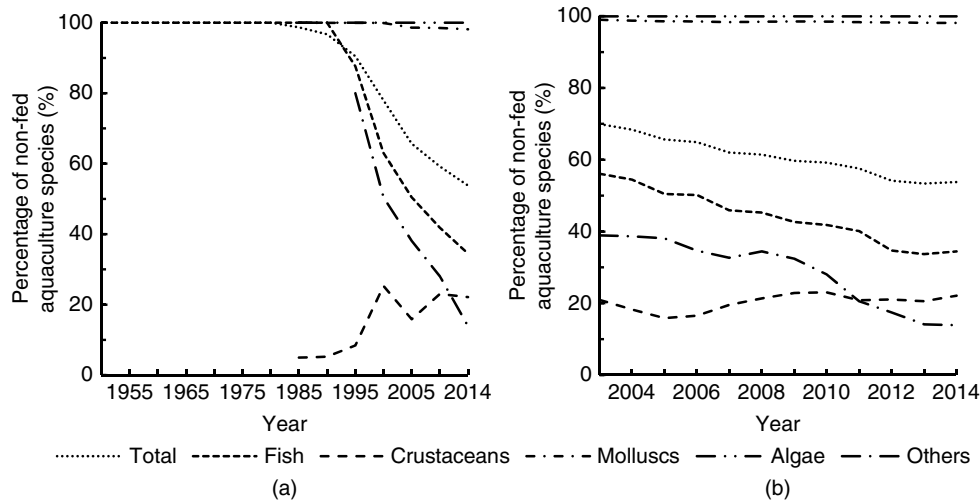 Percentage of non-fed
aquaculture species (%)
100
80
60
40
20
0
1955 1965 1975 1985 1995 2005 2014
Year
Percentage of non-fed
aquaculture species (%)
100
80
60
40
20
0
2004 2006 2008 2010 2012 2014
Year
Total Fish Crustaceans Molluscs Algae Others
(a) (b)